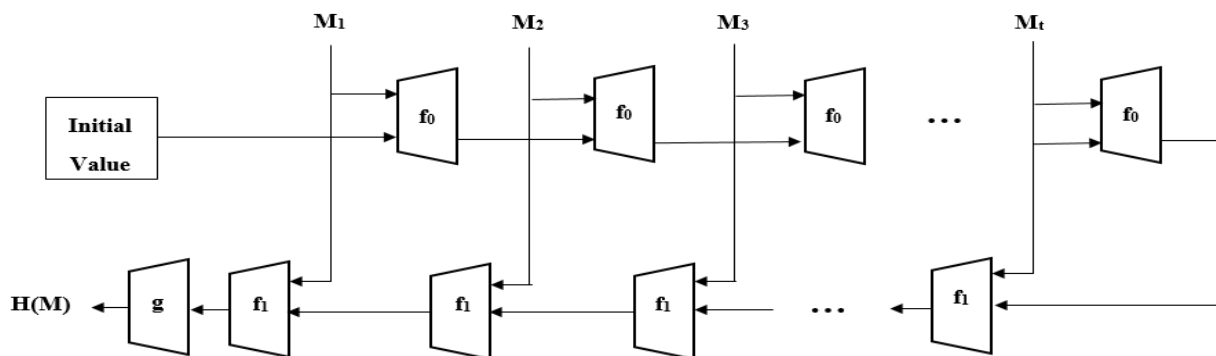 M₁ M₂ M₃ Mₜ
Initial
Value
f₀ f₀ f₀ ... f₀
H(M) g f₁ f₁ f₁ ... f₁